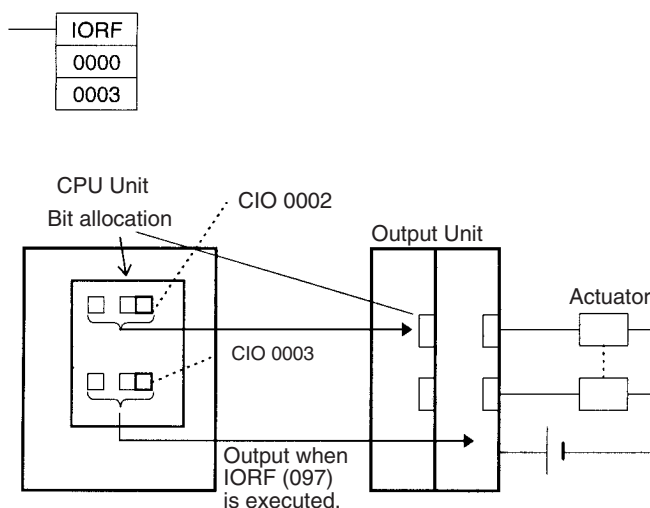 IORF
0000
0003
CPU Unit
Bit allocation
CIO 0002
Output Unit
Actuator
CIO 0003
Output when
IORF (097)
is executed.